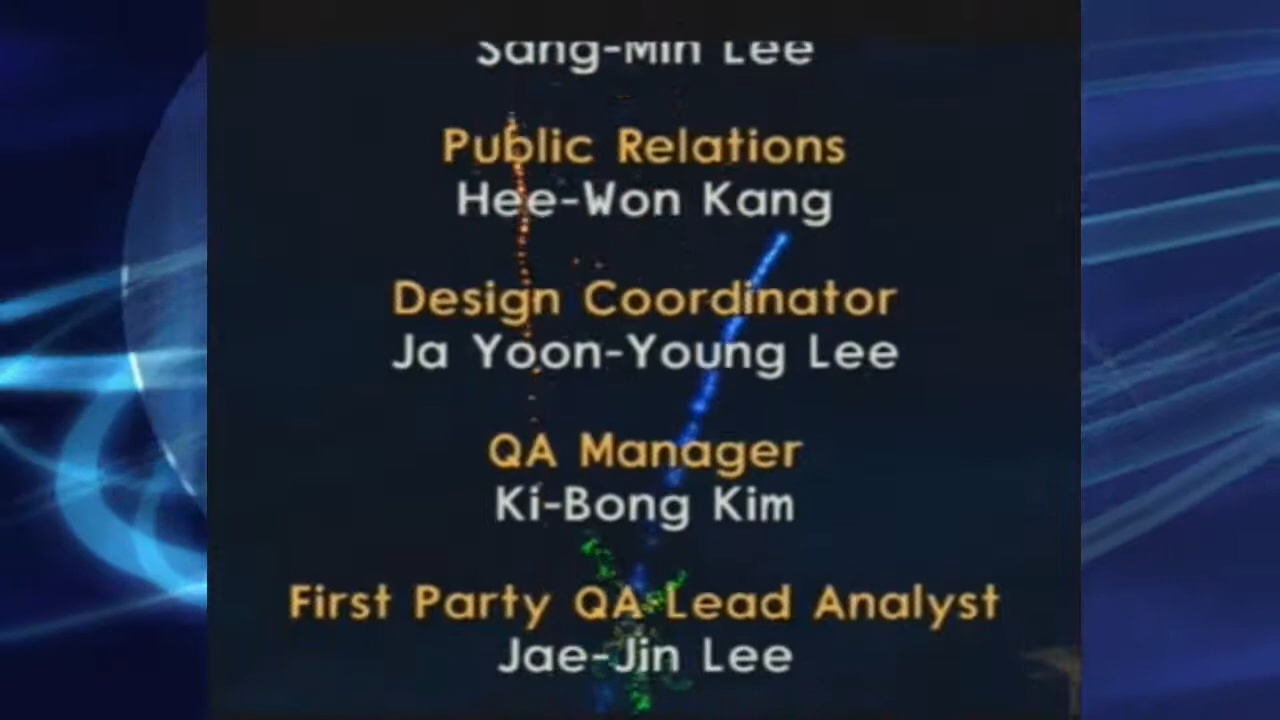 Sang-Min Lee
Public Relations
Hee-Won Kang
Design Coordinator
Ja Yoon-Young Lee
QA Manager
Ki-Bong Kim
First Party QA Lead Analyst
Jae-Jin Lee